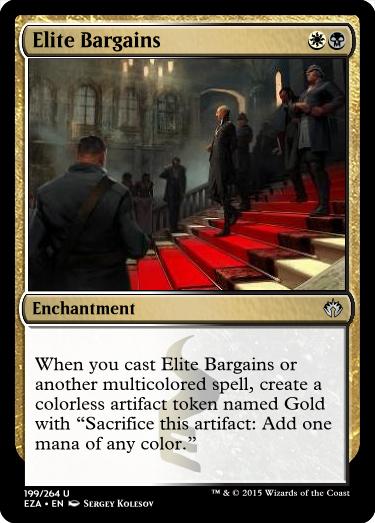 Elite Bargains
Enchantment
When you cast Elite Bargains or
another multicolored spell, create a
colorless artifact token named Gold
with “Sacrifice this artifact: Add one
mana of any color.”
199/264 U
EZA • EN Sergey Kolesov
™ & © 2015 Wizards of the Coast